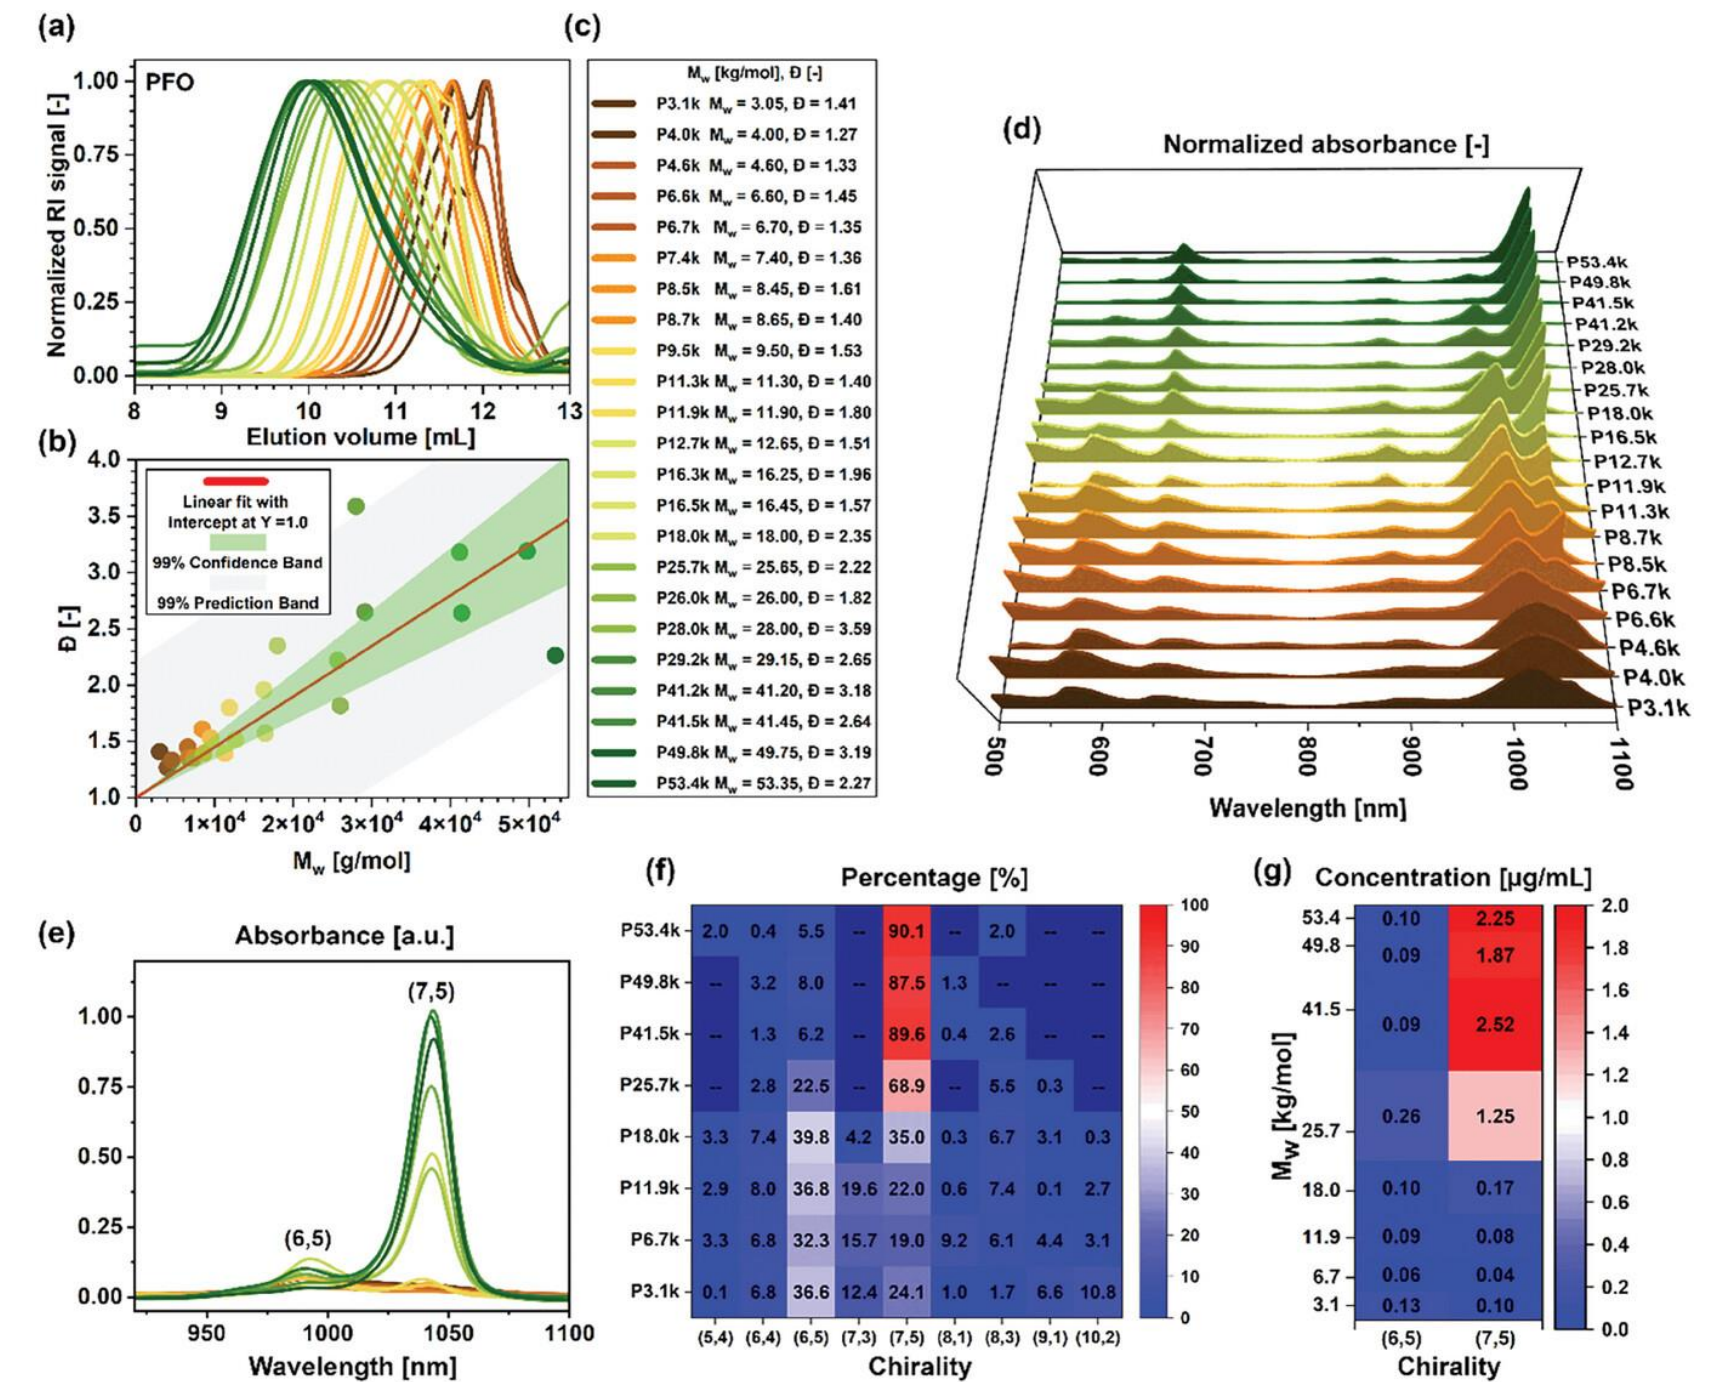 (a)
PFO
Normalized RI signal [-]
1.00
0.75
0.50
0.25
0.00
8 9 10 11 12 13
Elution volume [mL]
(b)
Đ [-]
4.0
3.5
3.0
2.5
2.0
1.5
1.0
Linear fit with
Intercept at Y =1.0
99% Confidence Band
99% Prediction Band
0 1×10⁴ 2×10⁴ 3×10⁴ 4×10⁴ 5×10⁴
Mw [g/mol]
(c)
Mw [kg/mol], Đ [-]
P3.1k Mw = 3.05, Đ = 1.41
P4.0k Mw = 4.00, Đ = 1.27
P4.6k Mw = 4.60, Đ = 1.33
P6.6k Mw = 6.60, Đ = 1.45
P6.7k Mw = 6.70, Đ = 1.35
P7.4k Mw = 7.40, Đ = 1.36
P8.5k Mw = 8.45, Đ = 1.61
P8.7k Mw = 8.65, Đ = 1.40
P9.5k Mw = 9.50, Đ = 1.53
P11.3k Mw = 11.30, Đ = 1.40
P11.9k Mw = 11.90, Đ = 1.80
P12.7k Mw = 12.65, Đ = 1.51
P16.3k Mw = 16.25, Đ = 1.96
P16.5k Mw = 16.45, Đ = 1.57
P18.0k Mw = 18.00, Đ = 2.35
P25.7k Mw = 25.65, Đ = 2.22
P26.0k Mw = 26.00, Đ = 1.82
P28.0k Mw = 28.00, Đ = 3.59
P29.2k Mw = 29.15, Đ = 2.65
P41.2k Mw = 41.20, Đ = 3.18
P41.5k Mw = 41.45, Đ = 2.64
P49.8k Mw = 49.75, Đ = 3.19
P53.4k Mw = 53.35, Đ = 2.27
(d)
Normalized absorbance [-]
P53.4k
P49.8k
P41.5k
P41.2k
P29.2k
P28.0k
P25.7k
P18.0k
P16.5k
P12.7k
P11.9k
P11.3k
P8.7k
P8.5k
P6.7k
P6.6k
P4.6k
P4.0k
P3.1k
500 600 700 800 900 1000 1100
Wavelength [nm]
(e)
Absorbance [a.u.]
(7,5)
(6,5)
1.00
0.75
0.50
0.25
0.00
950 1000 1050 1100
Wavelength [nm]
(f)
Percentage [%]
P53.4k 2.0 0.4 5.5 -- 90.1 -- 2.0 -- --
P49.8k -- 3.2 8.0 -- 87.5 1.3 -- -- --
P41.5k -- 1.3 6.2 -- 89.6 0.4 2.6 -- --
P25.7k -- 2.8 22.5 -- 68.9 -- 5.5 0.3 --
P18.0k 3.3 7.4 39.8 4.2 35.0 0.3 6.7 3.1 0.3
P11.9k 2.9 8.0 36.8 19.6 22.0 0.6 7.4 0.1 2.7
P6.7k 3.3 6.8 32.3 15.7 19.0 9.2 6.1 4.4 3.1
P3.1k 0.1 6.8 36.6 12.4 24.1 1.0 1.7 6.6 10.8
(5,4) (6,4) (6,5) (7,3) (7,5) (8,1) (8,3) (9,1) (10,2)
Chirality
100
90
80
70
60
50
40
30
20
10
0
(g)
Concentration [µg/mL]
Mw [kg/mol]
53.4 0.10 2.25
49.8 0.09 1.87
41.5 0.09 2.52
25.7 0.26 1.25
18.0 0.10 0.17
11.9 0.09 0.08
6.7 0.06 0.04
3.1 0.13 0.10
(6,5) (7,5)
Chirality
2.0
1.8
1.6
1.4
1.2
1.0
0.8
0.6
0.4
0.2
0.0